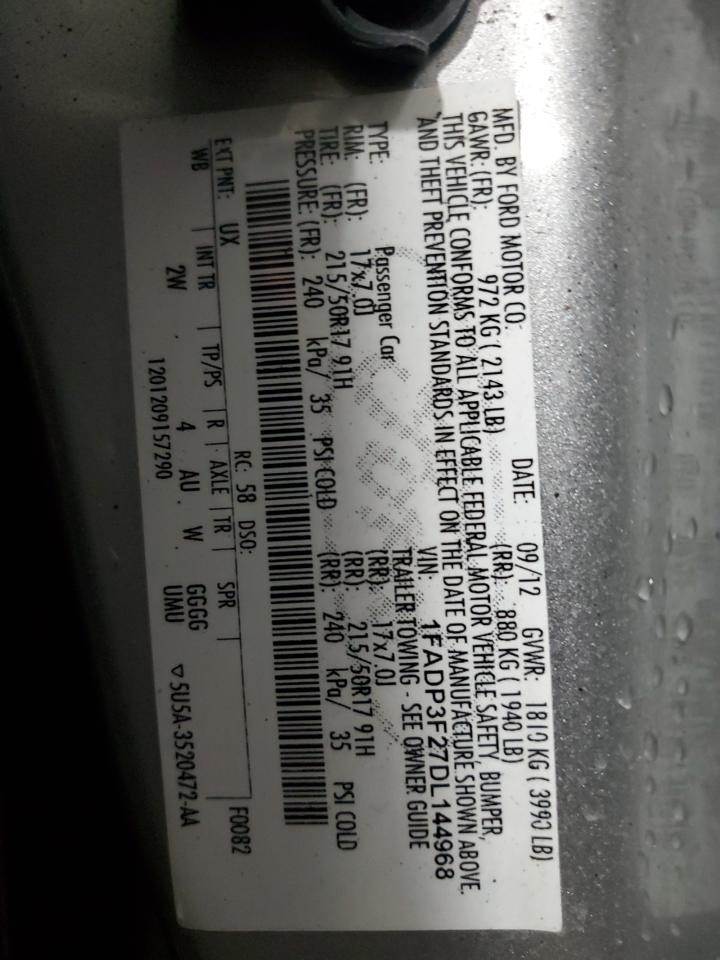 MFD. BY FORD MOTOR CO. DATE: 09/12 GVWR: 1810 KG ( 3990 LB)
GAWR: (FR): 972 KG ( 2143 LB) (RR): 880 KG ( 1940 LB)
THIS VEHICLE CONFORMS TO ALL APPLICABLE FEDERAL MOTOR VEHICLE SAFETY, BUMPER,
AND THEFT PREVENTION STANDARDS IN EFFECT ON THE DATE OF MANUFACTURE SHOWN ABOVE.
VIN: 1FADP3F27DL144968
TYPE: Passenger Car TRAILER TOWING - SEE OWNER GUIDE
RIM: (FR): 17x7.0J (RR): 17x7.0J
TIRE: (FR): 215/50R17 91H (RR): 215/50R17 91H
PRESSURE: (FR): 240 kPa/ 35 PSI COLD (RR): 240 kPa/ 35 PSI COLD
RC: 58 DSO: F0082
EXT PNT: UX
WB INT TR TP/PS R AXLE TR SPR
2W 4 AU W GGGG
UMU
1201209157290 5U5A-3520472-AA